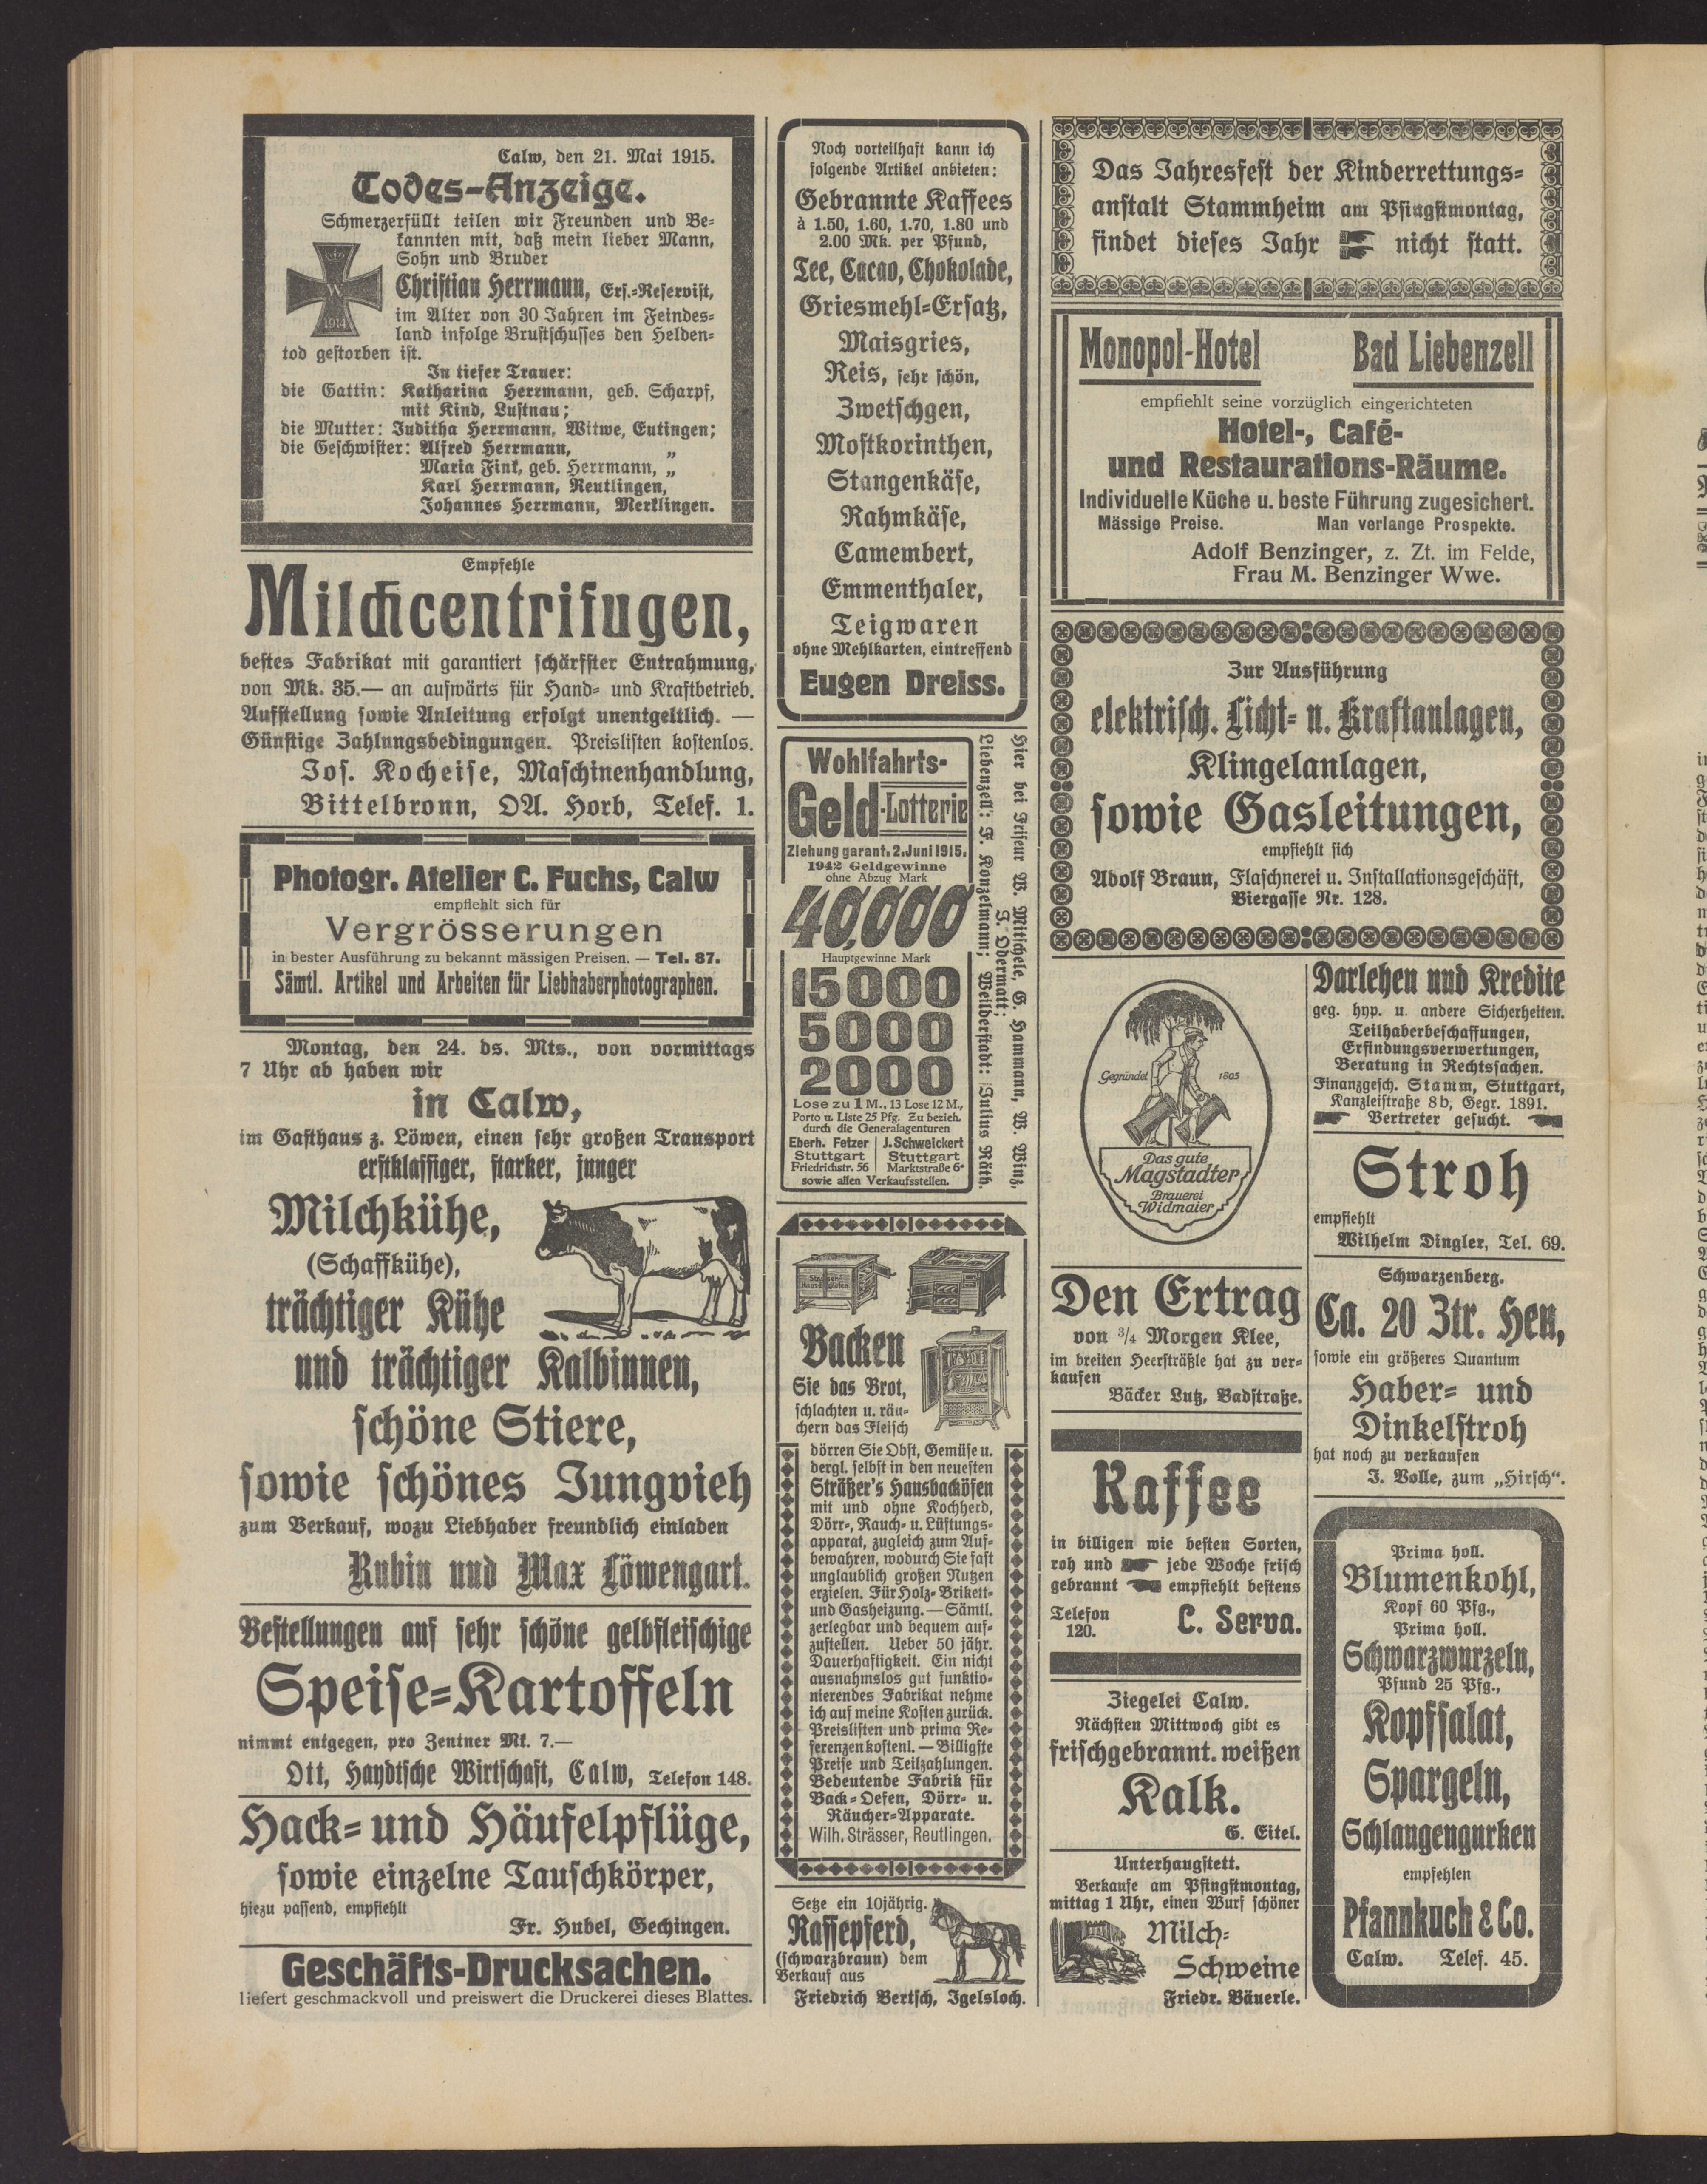 Calw, den 21. Mai 1915.
Todes-Anzeige.
Schmerzerfüllt teilen wir Freunden und Be-
kannten mit, daß mein lieber Mann,
Sohn und Bruder
Christian Herrmann, Ers.-Reservist,
im Alter von 30 Jahren im Feindes-
land infolge Brustschusses den Helden-
tod gestorben ist.
W
1914
In tiefer Trauer:
die Gattin: Katharina Herrmann, geb. Scharpf,
mit Kind, Lustnau;
die Mutter: Juditha Herrmann, Witwe, Eutingen;
die Geschwister: Alfred Herrmann, „
Maria Fink, geb. Herrmann, „
Karl Herrmann, Reutlingen,
Johannes Herrmann, Merklingen.
Empfehle
Milchcentrifugen,
bestes Fabrikat mit garantiert schärfster Entrahmung,
von Mk. 35.— an aufwärts für Hand- und Kraftbetrieb.
Aufstellung sowie Anleitung erfolgt unentgeltlich. —
Günstige Zahlungsbedingungen. Preislisten kostenlos.
Jos. Kocheise, Maschinenhandlung,
Bittelbronn, OA. Horb, Telef. 1.
Photogr. Atelier C. Fuchs, Calw
empfiehlt sich für
Vergrösserungen
in bester Ausführung zu bekannt mässigen Preisen. — Tel. 87.
Sämtl. Artikel und Arbeiten für Liebhaberphotographen.
Montag, den 24. ds. Mts., von vormittags
7 Uhr ab haben wir
in Calw,
im Gasthaus z. Löwen, einen sehr großen Transport
erstklassiger, starker, junger
Milchkühe,
(Schaffkühe),
trächtiger Kühe
und trächtiger Kalbinnen,
schöne Stiere,
sowie schönes Jungvieh
zum Verkauf, wozu Liebhaber freundlich einladen
Rubin und Max Löwengart.
Bestellungen auf sehr schöne gelbfleischige
Speise-Kartoffeln
nimmt entgegen, pro Zentner Mk. 7.—
Ott, Haydtsche Wirtschaft, Calw, Telefon 148.
Hack- und Häufelpflüge,
sowie einzelne Tauschkörper,
hiezu passend, empfiehlt
Fr. Hubel, Gechingen.
Geschäfts-Drucksachen.
liefert geschmackvoll und preiswert die Druckerei dieses Blattes.
Noch vorteilhaft kann ich
folgende Artikel anbieten:
Gebrannte Kaffees
à 1.50, 1.60, 1.70, 1.80 und
2.00 Mk. per Pfund,
Tee, Cacao, Chokolade,
Griesmehl-Ersatz,
Maisgries,
Reis, sehr schön,
Zwetschgen,
Mostkorinthen,
Stangenkäse,
Rahmkäse,
Camembert,
Emmenthaler,
Teigwaren
ohne Mehlkarten, eintreffend
Eugen Dreiss.
Wohlfahrts-
Geld-Lotterie
Ziehung garant. 2. Juni 1915.
1942 Geldgewinne
ohne Abzug Mark
40,000
Hauptgewinne Mark
15000
5000
2000
Lose zu 1 M., 13 Lose 12 M.,
Porto u. Liste 25 Pfg. Zu bezieh.
durch die Generalagenturen
Eberh. Fetzer | J. Schweickert
Stuttgart | Stuttgart
Friedrichstr. 56 | Marktstraße 6
sowie allen Verkaufsstellen.
Hier bei Friseur W. Mitschele, G. Hammann, W. Winz,
J. Odermatt;
Liebenzell: F. Konzelmann; Weilderstadt: Julius Räth.
Backen
Sie das Brot,
schlachten u. räu-
chern das Fleisch
dörren Sie Obst, Gemüse u.
dergl. selbst in den neuesten
Sträßer's Hausbacköfen
mit und ohne Kochherd,
Dörr-, Rauch- u. Lüftungs-
apparat, zugleich zum Auf-
bewahren, wodurch Sie fast
unglaublich großen Nutzen
erzielen. Für Holz- Brikett-
und Gasheizung. — Sämtl.
zerlegbar und bequem auf-
zustellen. Ueber 50 jähr.
Dauerhaftigkeit. Ein nicht
ausnahmslos gut funktio-
nierendes Fabrikat nehme
ich auf meine Kosten zurück.
Preislisten und prima Re-
ferenzen kostenl. — Billigste
Preise und Teilzahlungen.
Bedeutende Fabrik für
Back-Oefen, Dörr- u.
Räucher-Apparate.
Wilh. Strässer, Reutlingen.
Setze ein 10jährig.
Rassepferd,
(schwarzbraun) dem
Verkauf aus
Friedrich Bertsch, Igelsloch.
Das Jahresfest der Kinderrettungs-
anstalt Stammheim am Pfingstmontag,
findet dieses Jahr nicht statt.
Monopol-Hotel Bad Liebenzell
empfiehlt seine vorzüglich eingerichteten
Hotel-, Café-
und Restaurations-Räume.
Individuelle Küche u. beste Führung zugesichert.
Mässige Preise. Man verlange Prospekte.
Adolf Benzinger, z. Zt. im Felde,
Frau M. Benzinger Wwe.
Zur Ausführung
elektrisch. Licht- u. Kraftanlagen,
Klingelanlagen,
sowie Gasleitungen,
empfiehlt sich
Adolf Braun, Flaschnerei u. Installationsgeschäft,
Biergasse Nr. 128.
Gegründet 1805
Das gute
Magstadter
Brauerei
Widmaier
Den Ertrag
von 3/4 Morgen Klee,
im breiten Heersträßle hat zu ver-
kaufen
Bäcker Lutz, Badstraße.
Kaffee
in billigen wie besten Sorten,
roh und jede Woche frisch
gebrannt empfiehlt bestens
Telefon
120. C. Serva.
Ziegelei Calw.
Nächsten Mittwoch gibt es
frischgebrannt. weißen
Kalk.
G. Eitel.
Unterhaugstett.
Verkaufe am Pfingstmontag,
mittag 1 Uhr, einen Wurf schöner
Milch-
Schweine
Friedr. Bäuerle.
Darlehen und Kredite
geg. hyp. u. andere Sicherheiten.
Teilhaberbeschaffungen,
Erfindungsverwertungen,
Beratung in Rechtssachen.
Finanzgesch. Stamm, Stuttgart,
Kanzleistraße 8b, Gegr. 1891.
Vertreter gesucht.
Stroh
empfiehlt
Wilhelm Dingler, Tel. 69.
Schwarzenberg.
Ca. 20 Ztr. Heu,
sowie ein größeres Quantum
Haber- und
Dinkelstroh
hat noch zu verkaufen
J. Bolle, zum „Hirsch“.
Prima holl.
Blumenkohl,
Kopf 60 Pfg.,
Prima holl.
Schwarzwurzeln,
Pfund 25 Pfg.,
Kopfsalat,
Spargeln,
Schlangengurken
empfehlen
Pfannkuch & Co.
Calw. Telef. 45.